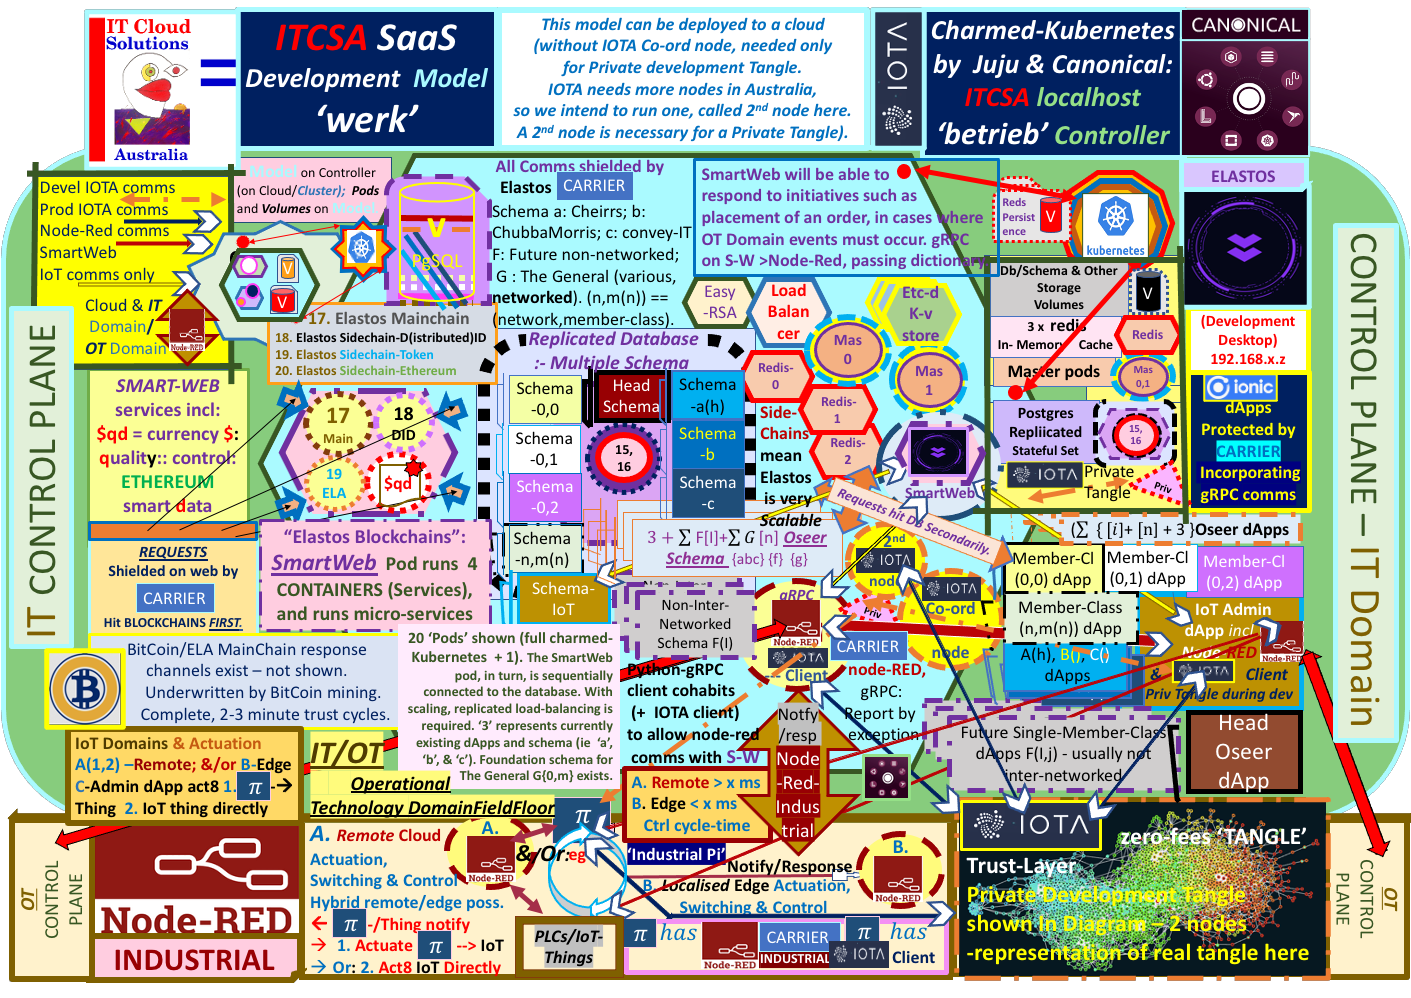 IT Cloud
Solutions
Australia
=
ITCSA SaaS
Development Model
‘werk’
This model can be deployed to a cloud
(without IOTA Co-ord node, needed only
for Private development Tangle.
IOTA needs more nodes in Australia,
so we intend to run one, called 2nd node here.
A 2nd node is necessary for a Private Tangle).
IOTA
Charmed-Kubernetes
by Juju & Canonical:
ITCSA localhost
‘betrieb’ Controller
CANONICAL
Devel IOTA comms
Prod IOTA comms
Node-Red comms
SmartWeb
IoT comms only
Cloud & IT
Domain/
OT Domain
Node-RED
Model on Controller
(on Cloud/Cluster); Pods
and Volumes on Model
V
V
V
PgSQL
All Comms shielded by
Elastos CARRIER
Schema a: Cheirrs; b:
ChubbaMorris; c: convey-IT
F: Future non-networked;
G : The General (various,
networked). (n,m(n)) ==
(network,member-class).
SmartWeb will be able to
respond to initiatives such as
placement of an order, in cases where
OT Domain events must occur. gRPC
on S-W >Node-Red, passing dictionary
Reds
Persist
ence
V
kubernetes
ELASTOS
17. Elastos Mainchain
18. Elastos Sidechain-D(istributed)ID
19. Elastos Sidechain-Token
20. Elastos Sidechain-Ethereum
Easy
-RSA
Load
Balan
cer
Etc-d
K-v
store
Db/Schema & Other
Storage
Volumes
V
3 x redis
In- Memory Cache
Redis
Master pods
Mas
0,1
Postgres
Repliicated
Stateful Set
15,
16
IOTA Private
Tangle
Priv
(Development
Desktop)
192.168.x.z
ionic
dApps
Protected by
CARRIER
Incorporating
gRPC comms
IT CONTROL PLANE
CONTROL PLANE – IT Domain
SMART-WEB
services incl:
$qd = currency $:
quality:: control:
ETHEREUM
smart data
REQUESTS
Shielded on web by
CARRIER
Hit BLOCKCHAINS FIRST.
17
Main
18
DID
19
ELA
$qd
“Elastos Blockchains”:
SmartWeb Pod runs 4
CONTAINERS (Services),
and runs micro-services
Replicated Database
:- Multiple Schema
Schema
-0,0
Schema
-0,1
Schema
-0,2
Schema
-n,m(n)
Schema-
IoT
Head
Schema
15,
16
Schema
-a(h)
Schema
-b
Schema
-c
3 + ∑ F[I]+∑ G [n] Oseer
Schema {abc} {f} {g}
Redis-
0
Redis-
1
Redis-
2
Mas
0
Mas
1
Side-
Chains
mean
Elastos
is very
Scalable
SmartWeb
Requests hit DB Secondarily.
(∑ { [i]+ [n] + 3 }Oseer dApps
Member-Cl
(0,0) dApp
Member-Cl
(0,1) dApp
Member-Cl
(0,2) dApp
Member-Class
(n,m(n)) dApp
A(h), B(), C()
dApps
IoT Admin
dApp incl
Node-RED
& IOTA Client
Priv Tangle during dev
Node-RED
Head
Oseer
dApp
Future Single-Member-Class
dApps F(I,j) - usually not
inter-networked
2nd
IOTA
node
IOTA
Co-ord
node
Priv
Non-Inter-
Networked
Schema F(I)
gRPC
Node-RED
IOTA
Client
CARRIER
node-RED,
gRPC:
Report by
exception
Python-gRPC
client cohabits
(+ IOTA client)
to allow node-red
comms with S-W
BitCoin/ELA MainChain response
channels exist – not shown.
Underwritten by BitCoin mining.
Complete, 2-3 minute trust cycles.
20 ‘Pods’ shown (full charmed-
Kubernetes + 1). The SmartWeb
pod, in turn, is sequentially
connected to the database. With
scaling, replicated load-balancing is
required. ‘3’ represents currently
existing dApps and schema (ie ‘a’,
‘b’, & ‘c’). Foundation schema for
The General G{0,m} exists.
IoT Domains & Actuation
A(1,2) –Remote; &/or B-Edge
C-Admin dApp act8 1. π -→
Thing 2. IoT thing directly
IT/OT
Operational
Technology DomainFieldFloor
A. Remote > x ms
B. Edge < x ms
Ctrl cycle-time
Notfy
/resp
Node
-Red-
Indus
trial
‘Industrial Pi’
OT
CONTROL
PLANE
Node-RED
INDUSTRIAL
A. Remote Cloud
Actuation,
Switching & Control
Hybrid remote/edge poss.
← π -/Thing notify
→ 1. Actuate π --> IoT
→ Or: 2. Act8 IoT Directly
A.
Node-RED
& /Or:
eg
π
PLCs/IoT-
Things
Notify/Response
B. Localised Edge Actuation,
Switching & Control
B.
Node-RED
π has
Node-RED
CARRIER
INDUSTRIAL
π has
IOTA Client
IOTA
zero-fees ‘TANGLE’
Trust-Layer
Private Development Tangle
shown In Diagram – 2 nodes
-representation of real tangle here
OT
CONTROL
PLANE